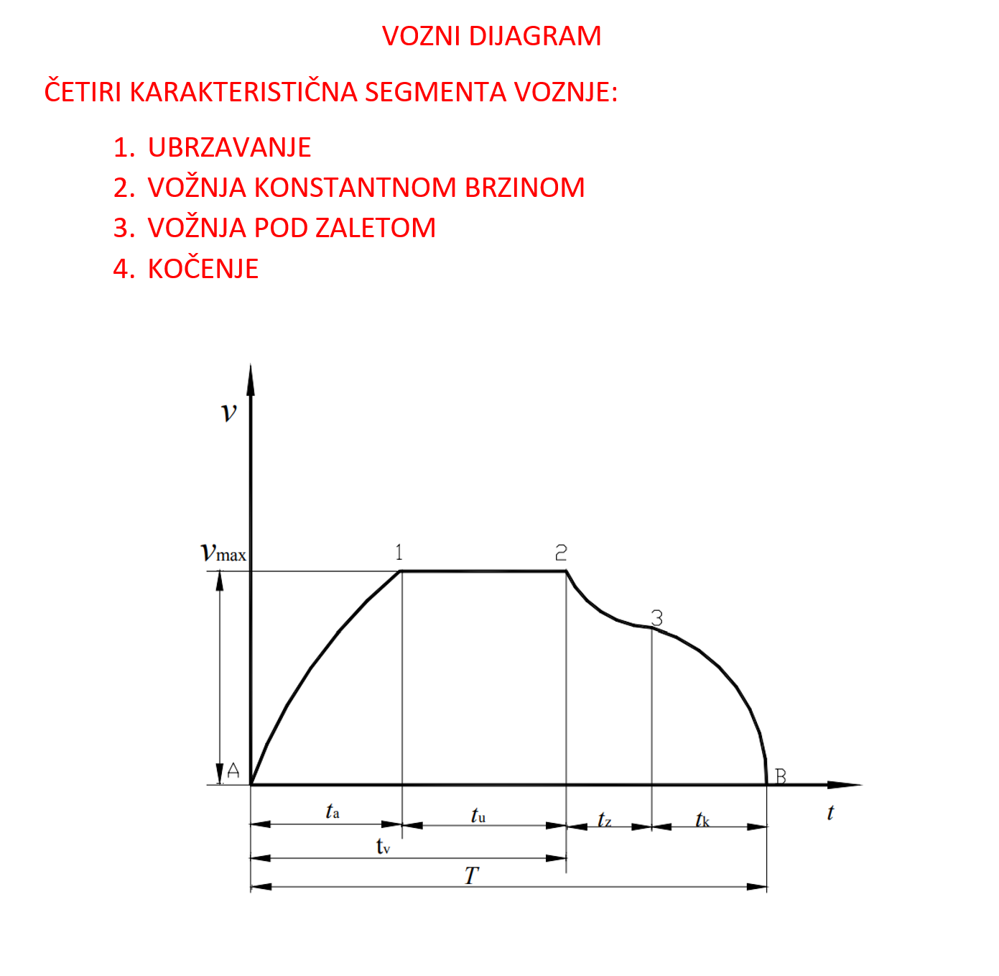 VOZNI DIJAGRAM
ČETIRI KARAKTERISTIČNA SEGMENTA VOZNJE:
1. UBRZAVANJE
2. VOŽNJA KONSTANTNOM BRZINOM
3. VOŽNJA POD ZALETOM
4. KOČENJE
v
vmax
1
2
3
A
B
t
ta
tu
tz
tk
tv
T